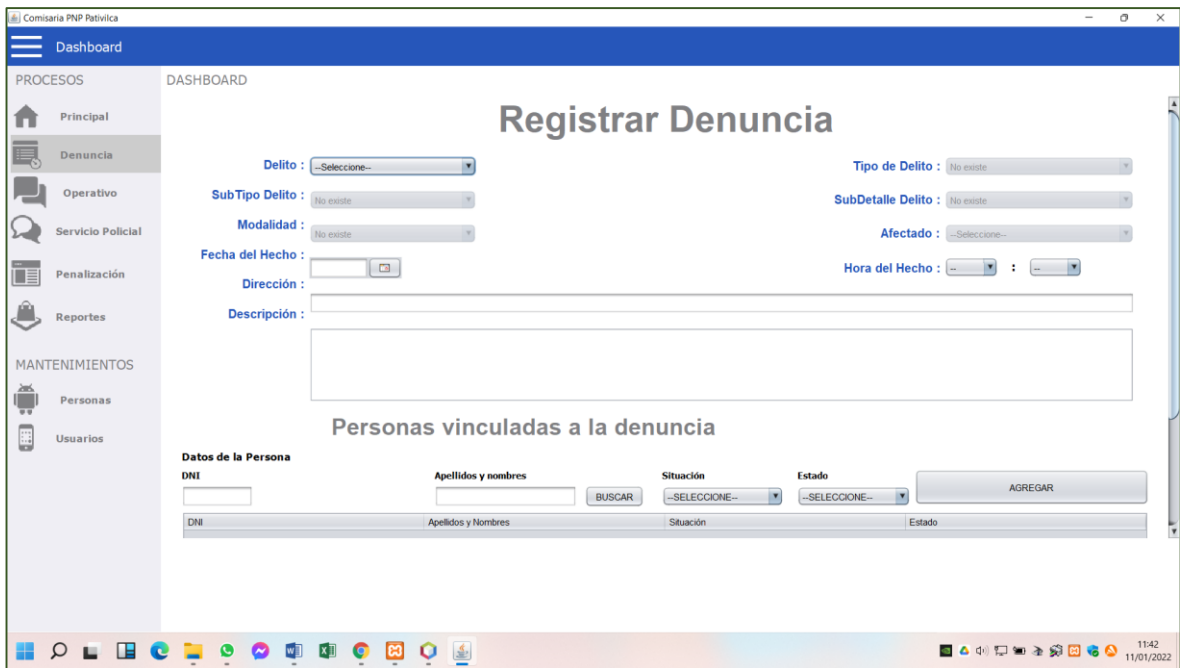 Comisaria PNP Pativilca
Dashboard
PROCESOS
DASHBOARD
Principal
Denuncia
Operativo
Servicio Policial
Penalización
Reportes
MANTENIMIENTOS
Personas
Usuarios
Registrar Denuncia
Delito : --Seleccione-- Tipo de Delito : No existe
SubTipo Delito : No existe SubDetalle Delito : No existe
Modalidad : No existe Afectado : --Seleccione--
Fecha del Hecho : Hora del Hecho : -- : --
Dirección :
Descripción :
Personas vinculadas a la denuncia
Datos de la Persona
DNI Apellidos y nombres Situación Estado
BUSCAR --SELECCIONE-- --SELECCIONE-- AGREGAR
DNI Apellidos y Nombres Situación Estado
11:42
11/01/2022